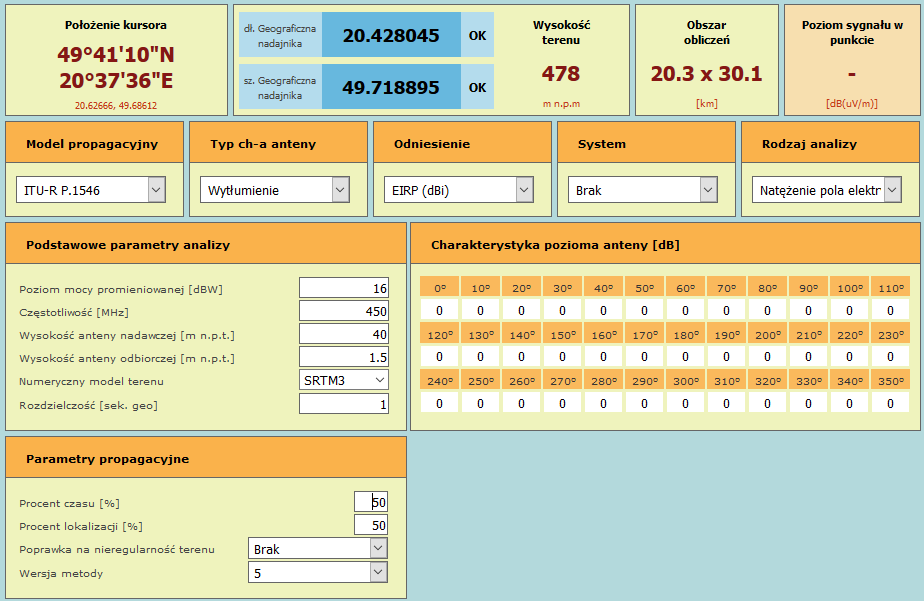 Położenie kursora
49°41'10"N
20°37'36"E
20.62666, 49.68612
dł. Geograficzna
nadajnika
20.428045
OK
sz. Geograficzna
nadajnika
49.718895
OK
Wysokość
terenu
478
m n.p.m
Obszar
obliczeń
20.3 x 30.1
[km]
Poziom sygnału w
punkcie
-
[dB(uV/m)]
Model propagacyjny
ITU-R P.1546
Typ ch-a anteny
Wytłumienie
Odniesienie
EIRP (dBi)
System
Brak
Rodzaj analizy
Natężenie pola elektr
Podstawowe parametry analizy
Poziom mocy promieniowanej [dBW] 16
Częstotliwość [MHz] 450
Wysokość anteny nadawczej [m n.p.t.] 40
Wysokość anteny odbiorczej [m n.p.t.] 1.5
Numeryczny model terenu SRTM3
Rozdzielczość [sek. geo] 1
Charakterystyka pozioma anteny [dB]
0° 10° 20° 30° 40° 50° 60° 70° 80° 90° 100° 110°
0 0 0 0 0 0 0 0 0 0 0 0
120° 130° 140° 150° 160° 170° 180° 190° 200° 210° 220° 230°
0 0 0 0 0 0 0 0 0 0 0 0
240° 250° 260° 270° 280° 290° 300° 310° 320° 330° 340° 350°
0 0 0 0 0 0 0 0 0 0 0 0
Parametry propagacyjne
Procent czasu [%] 50
Procent lokalizacji [%] 50
Poprawka na nieregularność terenu Brak
Wersja metody 5